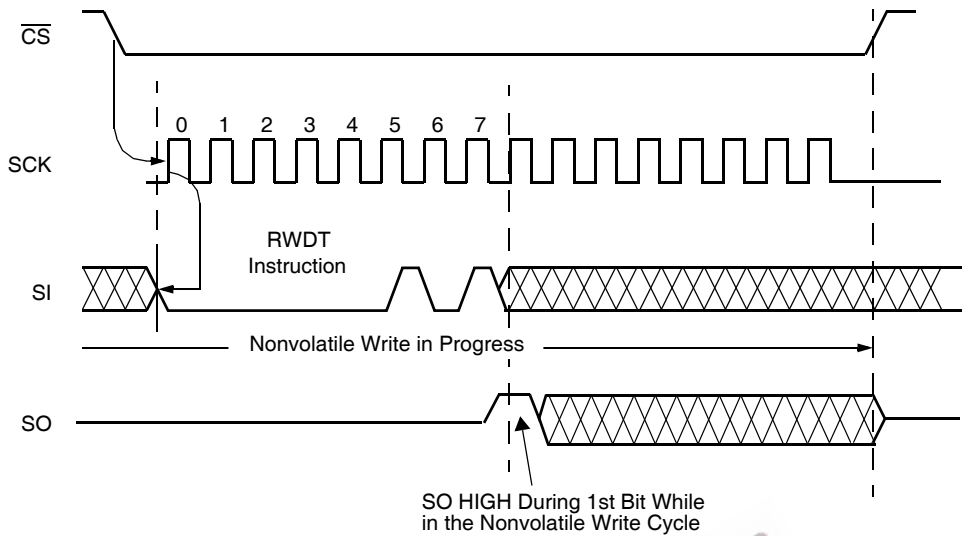 CS
0 1 2 3 4 5 6 7
SCK
RWDT
Instruction
SI
Nonvolatile Write in Progress
SO
SO HIGH During 1st Bit While
in the Nonvolatile Write Cycle